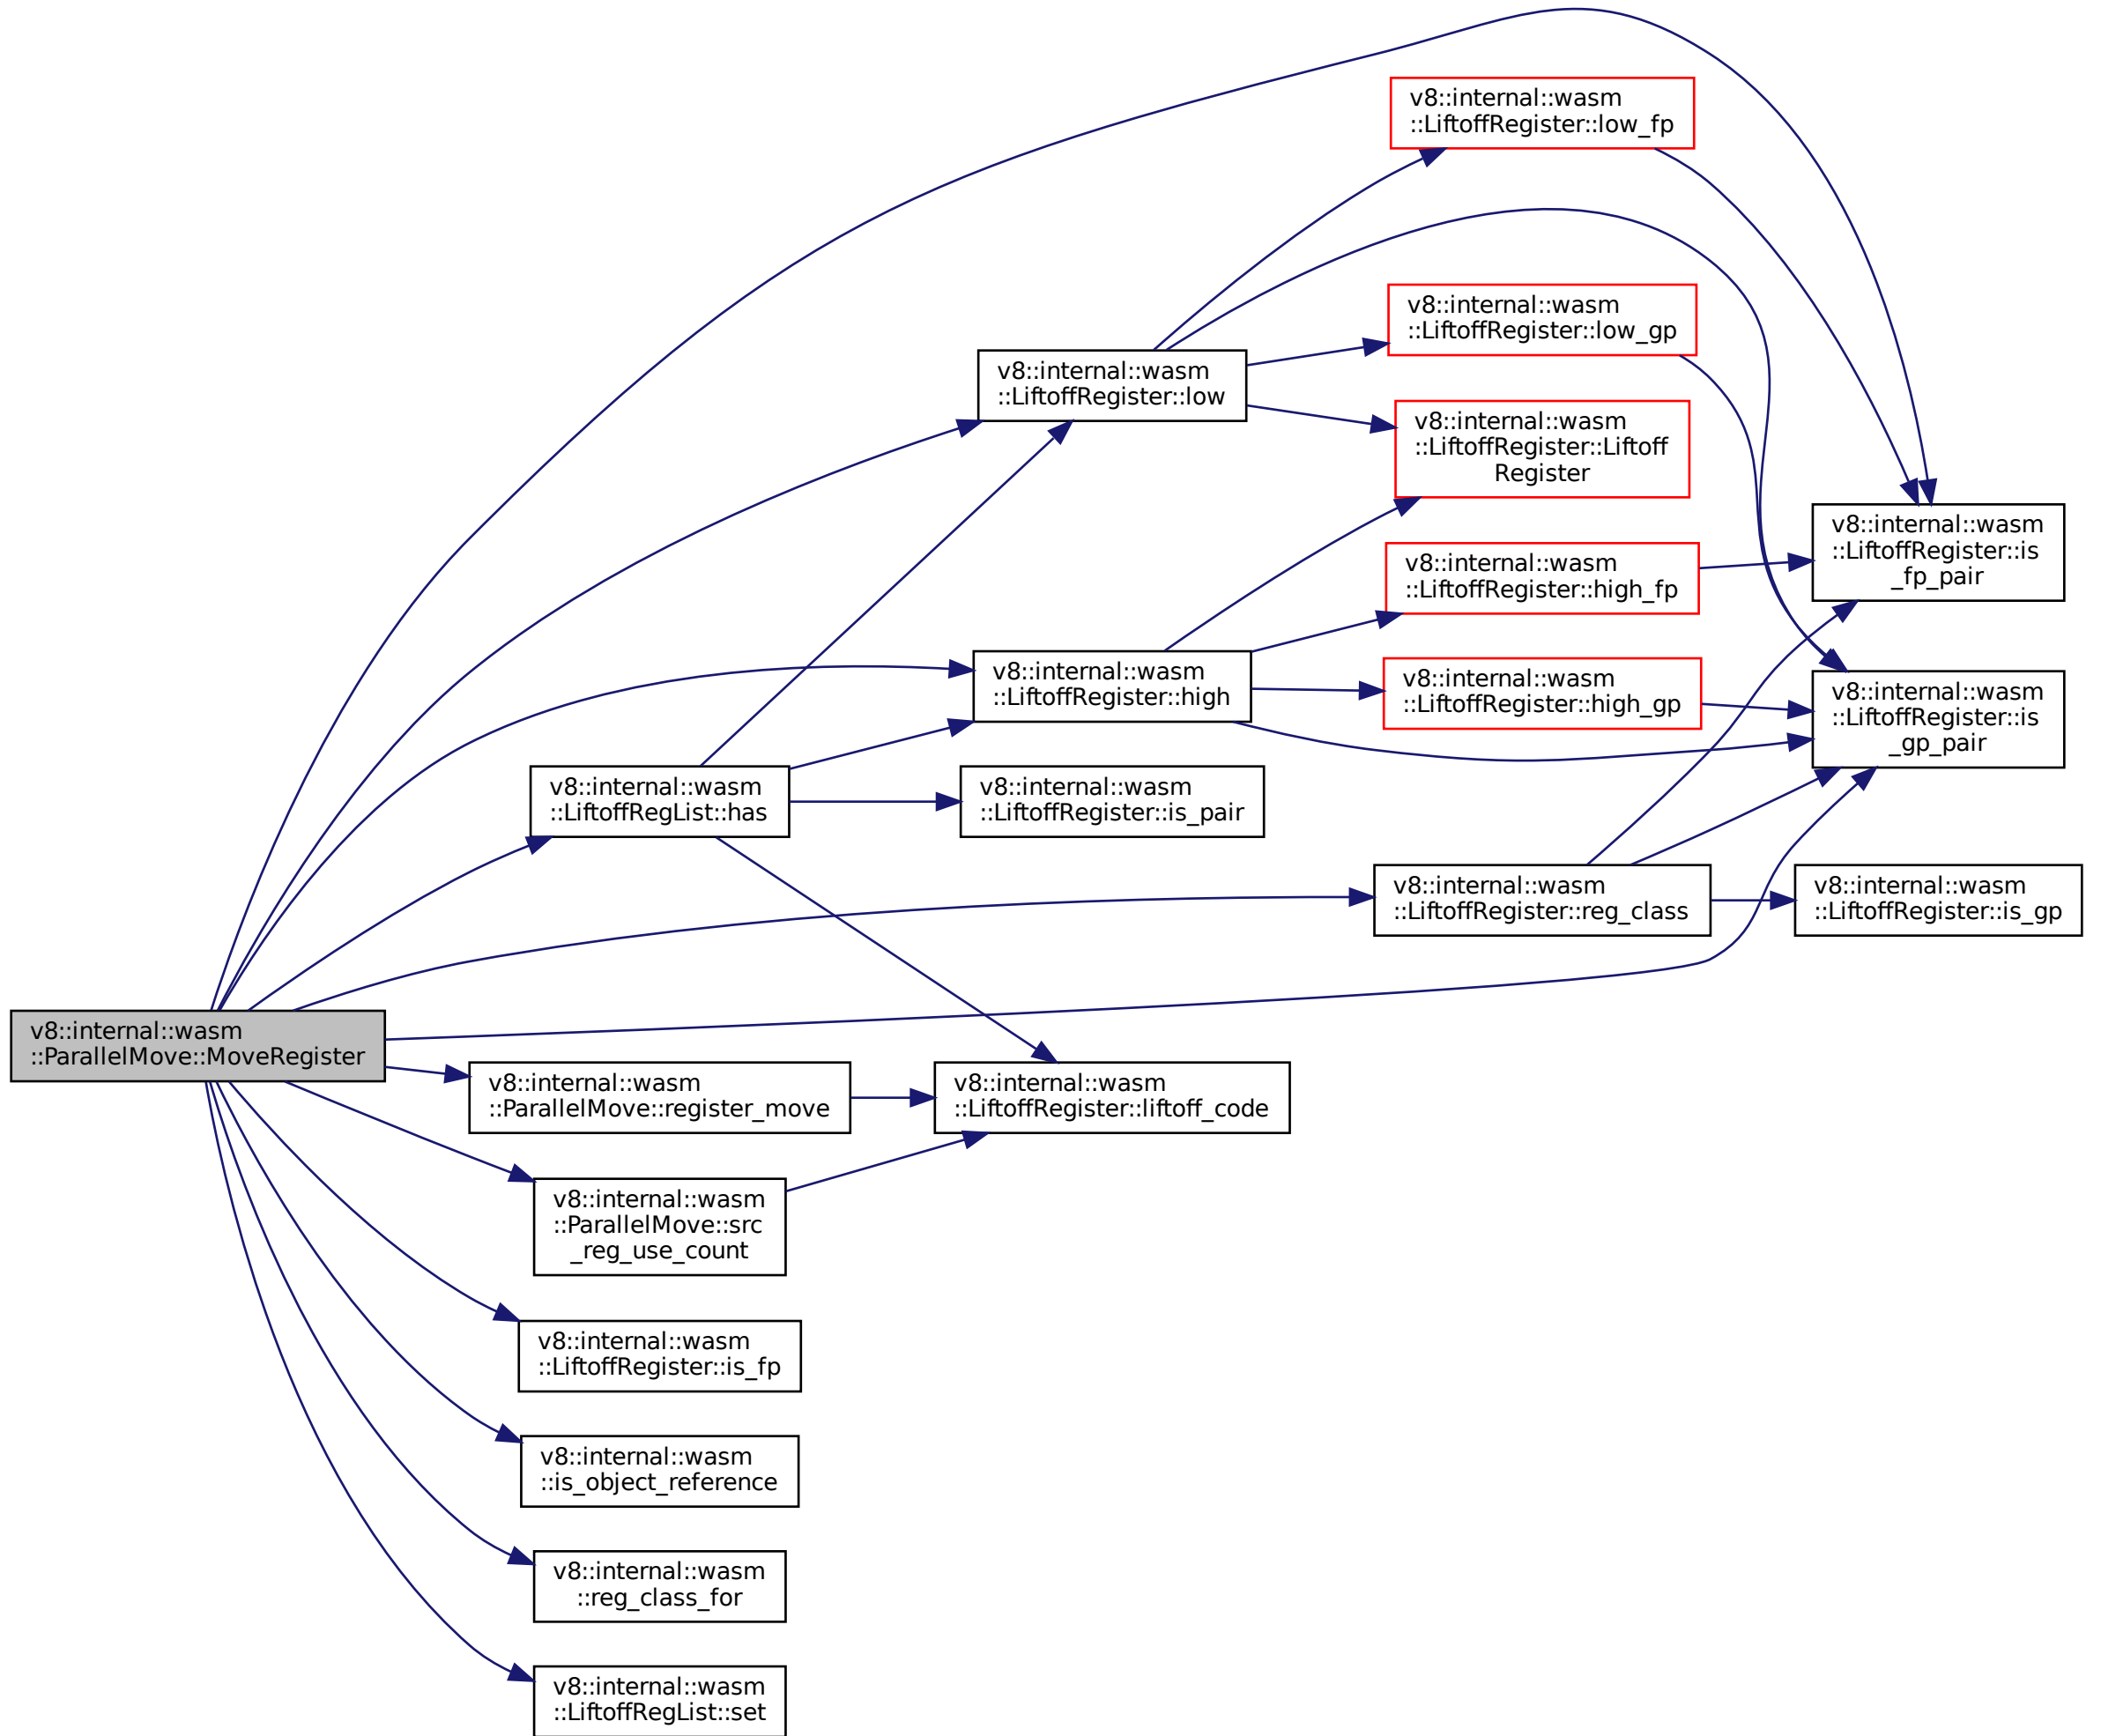 v8::internal::wasm
::LiftoffRegister::low_fp
v8::internal::wasm
::LiftoffRegister::low_gp
v8::internal::wasm
::LiftoffRegister::low
v8::internal::wasm
::LiftoffRegister::Liftoff
Register
v8::internal::wasm
::LiftoffRegister::is
_fp_pair
v8::internal::wasm
::LiftoffRegister::high_fp
v8::internal::wasm
::LiftoffRegister::high
v8::internal::wasm
::LiftoffRegister::high_gp
v8::internal::wasm
::LiftoffRegister::is
_gp_pair
v8::internal::wasm
::LiftoffRegList::has
v8::internal::wasm
::LiftoffRegister::is_pair
v8::internal::wasm
::LiftoffRegister::reg_class
v8::internal::wasm
::LiftoffRegister::is_gp
v8::internal::wasm
::ParallelMove::MoveRegister
v8::internal::wasm
::ParallelMove::register_move
v8::internal::wasm
::LiftoffRegister::liftoff_code
v8::internal::wasm
::ParallelMove::src
_reg_use_count
v8::internal::wasm
::LiftoffRegister::is_fp
v8::internal::wasm
::is_object_reference
v8::internal::wasm
::reg_class_for
v8::internal::wasm
::LiftoffRegList::set